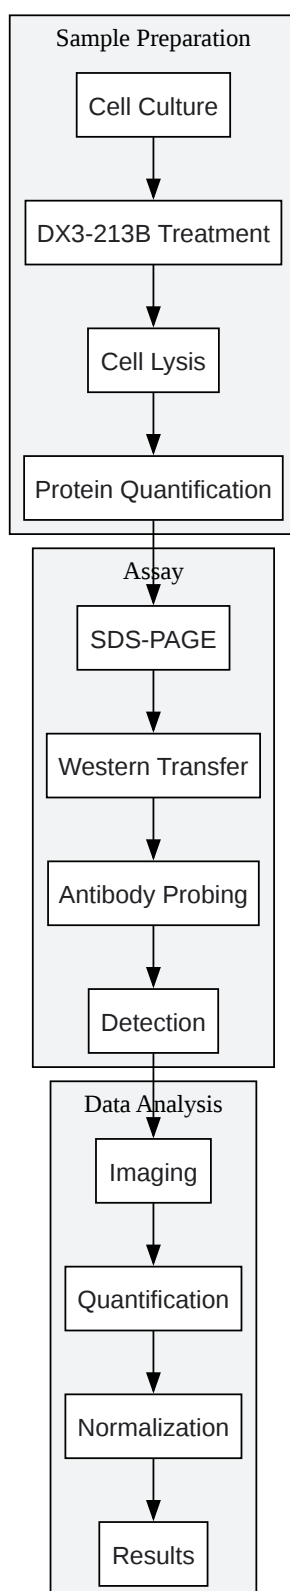 Sample Preparation
Cell Culture
DX3-213B Treatment
Cell Lysis
Protein Quantification
Assay
SDS-PAGE
Western Transfer
Antibody Probing
Detection
Data Analysis
Imaging
Quantification
Normalization
Results